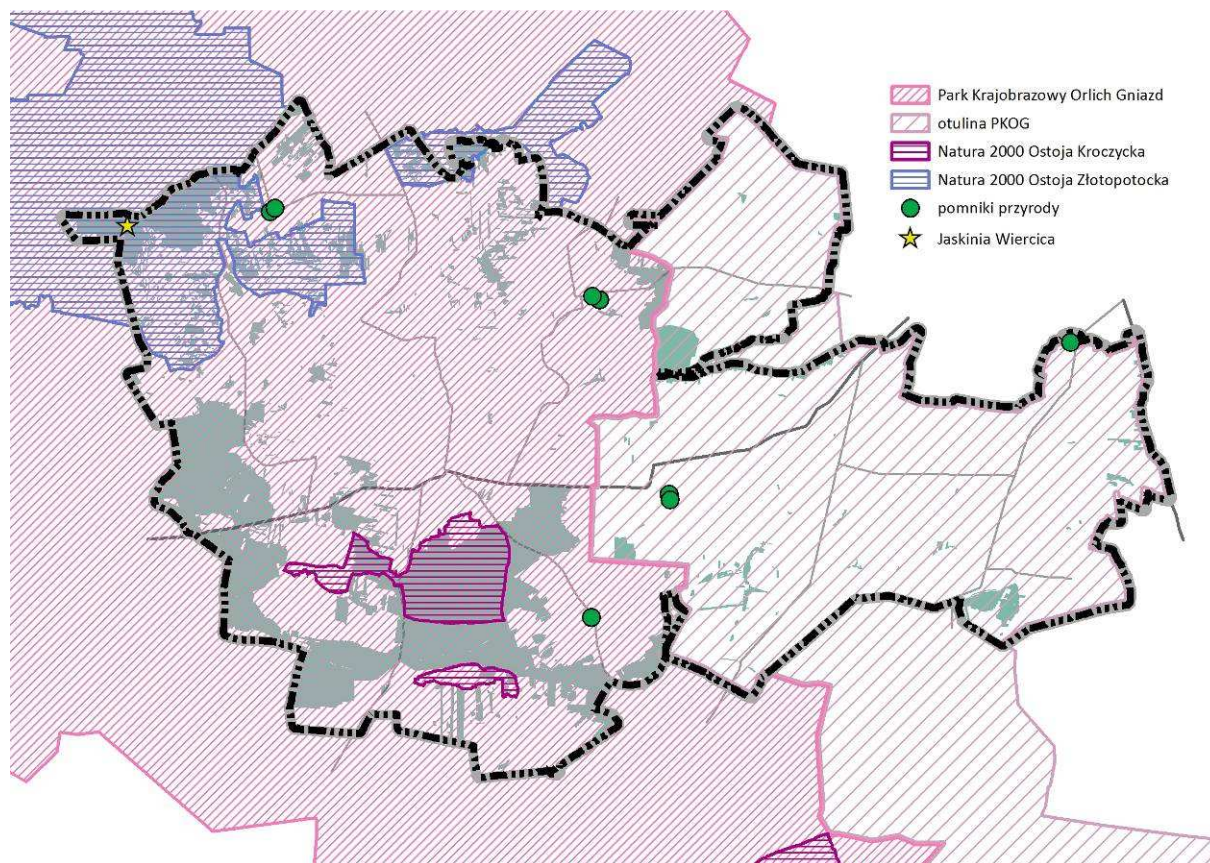 Park Krajobrazowy Orlich Gniazd
otulina PKOG
Natura 2000 Ostoja Kroczycka
Natura 2000 Ostoja Złotopotocka
pomniki przyrody
Jaskinia Wiercica